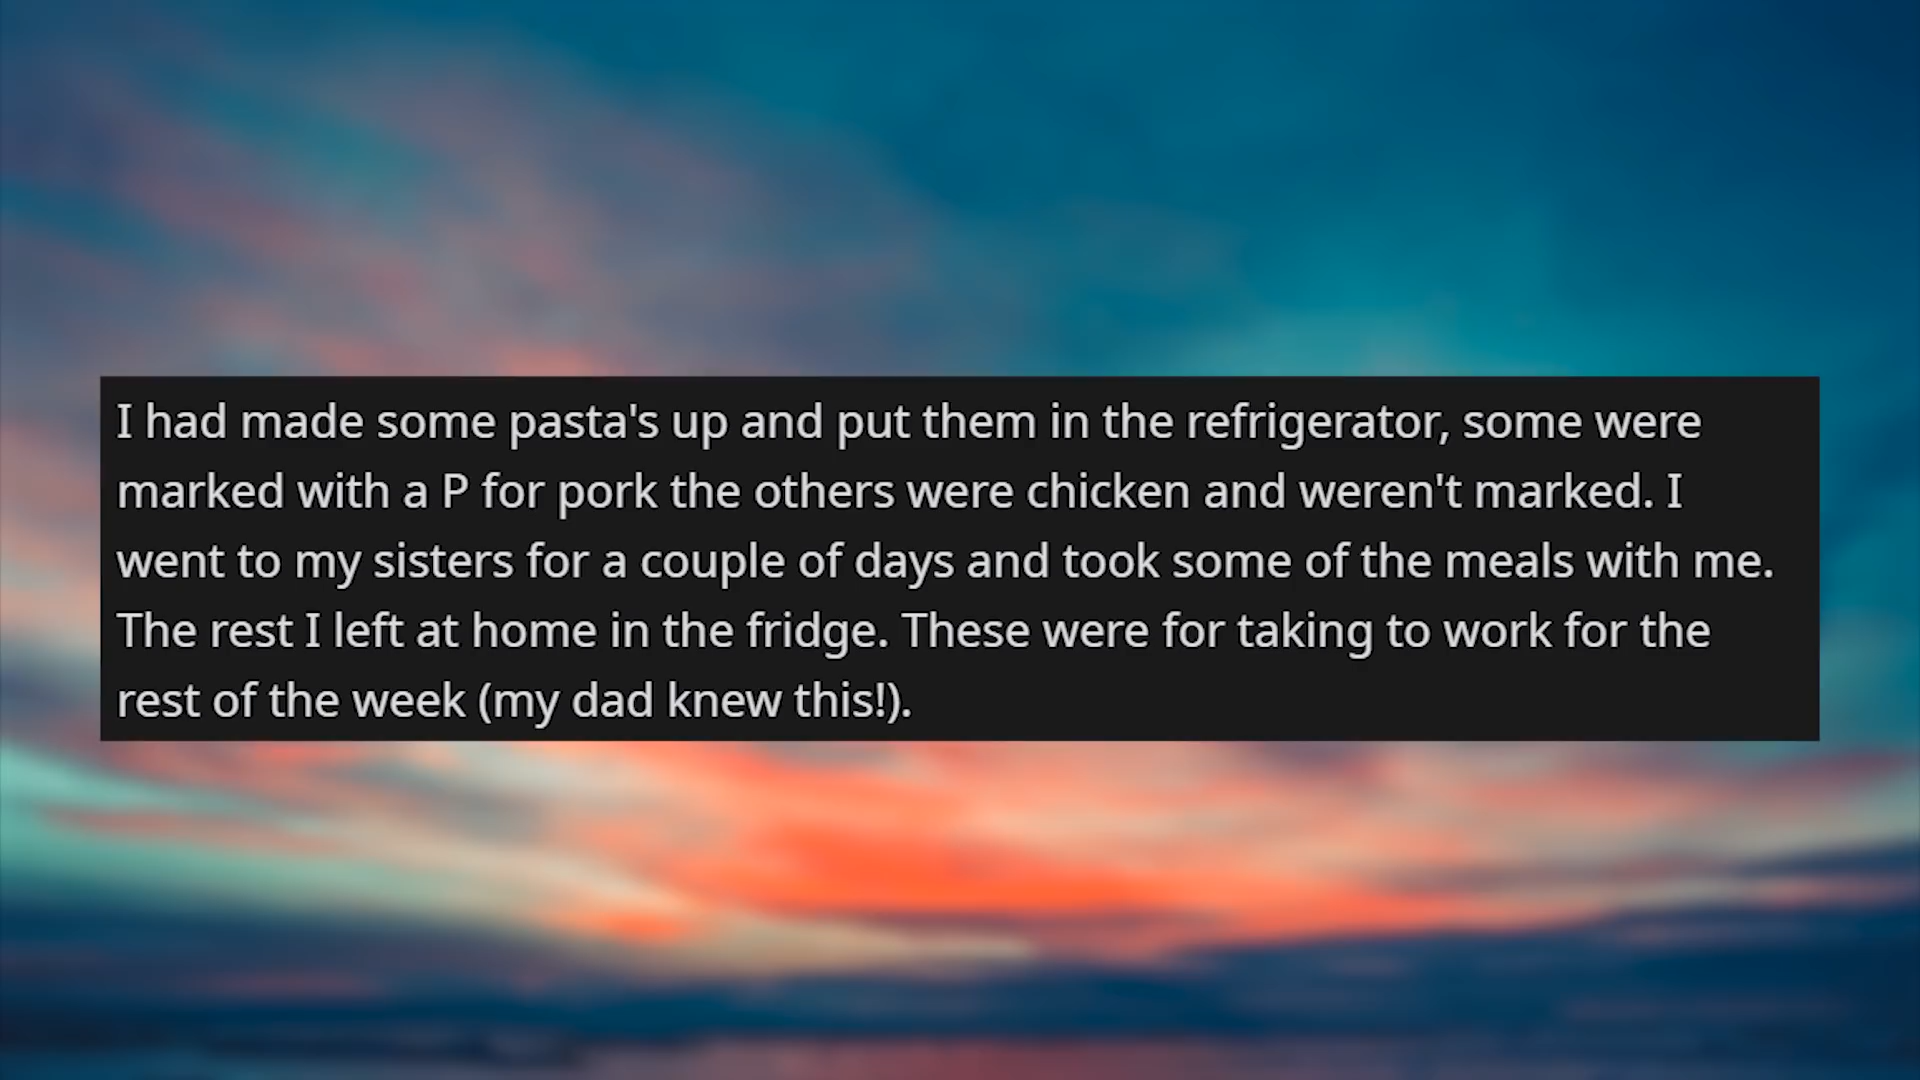 I had made some pasta's up and put them in the refrigerator, some were
marked with a P for pork the others were chicken and weren't marked. I
went to my sisters for a couple of days and took some of the meals with me.
The rest I left at home in the fridge. These were for taking to work for the
rest of the week (my dad knew this!).